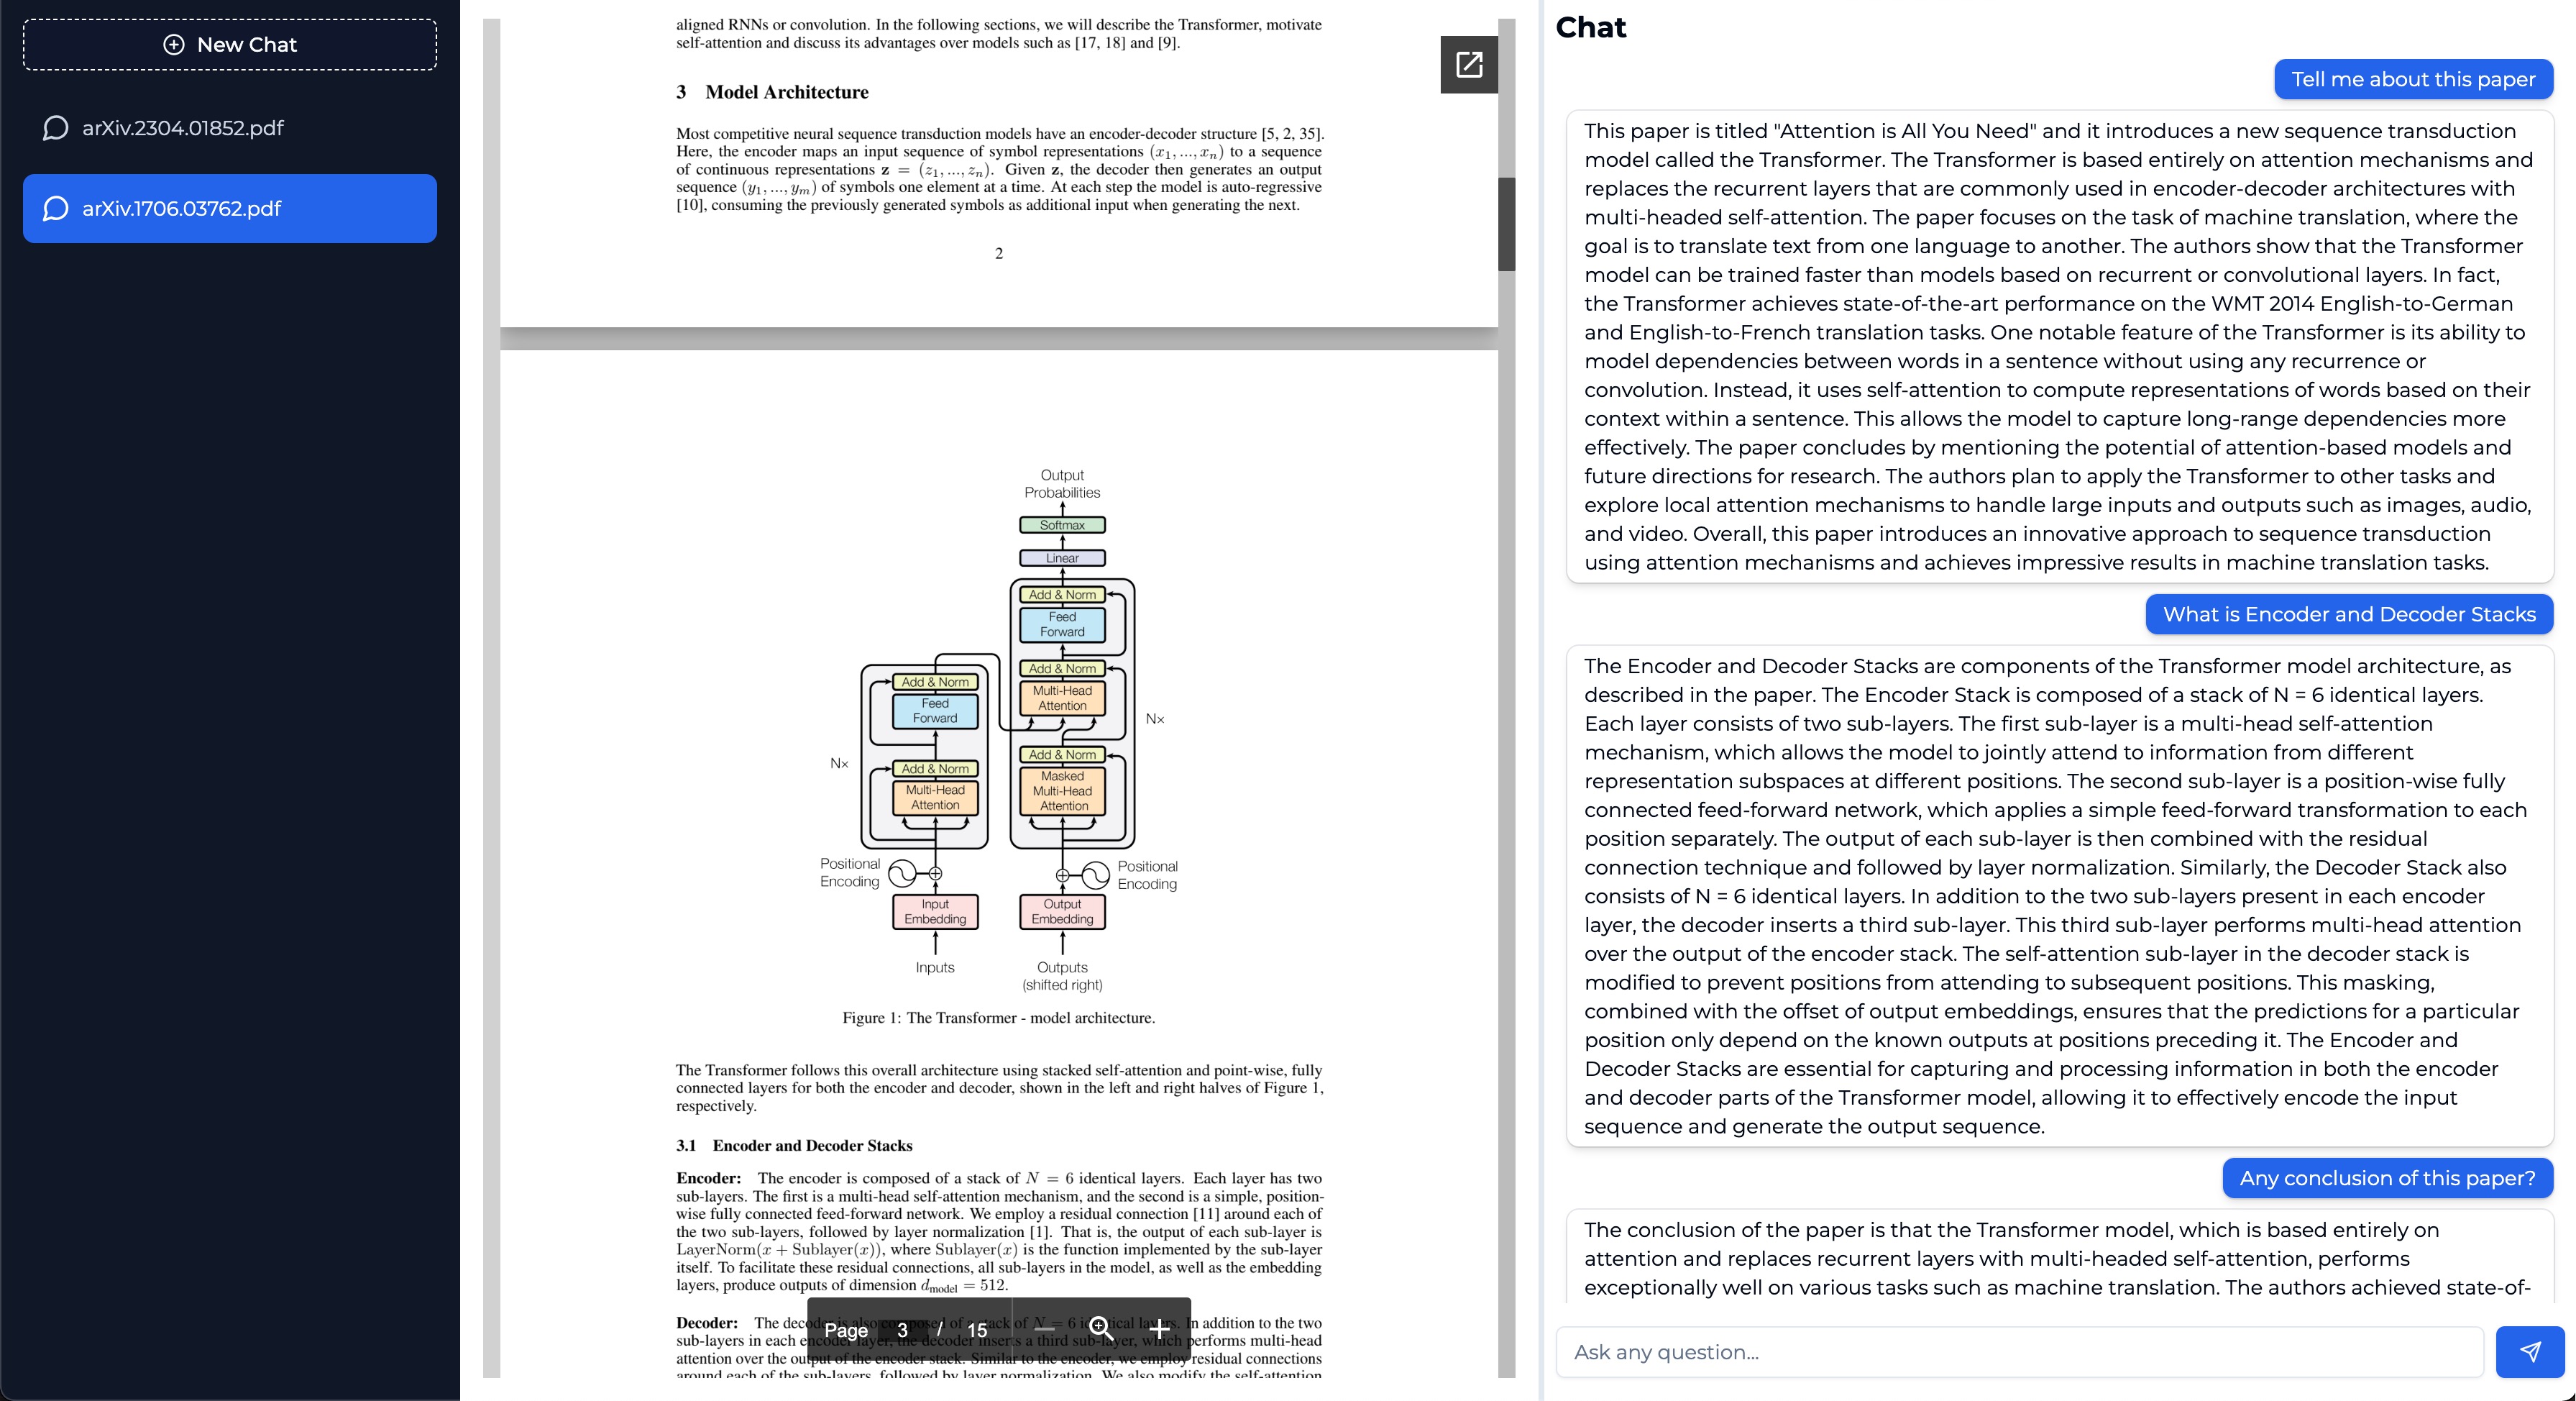 New Chat
arXiv.2304.01852.pdf
arXiv.1706.03762.pdf
aligned RNNs or convolution. In the following sections, we will describe the Transformer, motivate
self-attention and discuss its advantages over models such as [17, 18] and [9].
3 Model Architecture
Most competitive neural sequence transduction models have an encoder-decoder structure [5, 2, 35].
Here, the encoder maps an input sequence of symbol representations (x₁, ..., xₙ) to a sequence
of continuous representations z = (z₁, ..., zₙ). Given z, the decoder then generates an output
sequence (y₁, ..., yₘ) of symbols one element at a time. At each step the model is auto-regressive
[10], consuming the previously generated symbols as additional input when generating the next.
2
Output
Probabilities
Softmax
Linear
Add & Norm
Feed
Forward
Add & Norm
Multi-Head
Attention
Nx
Add & Norm
Masked
Multi-Head
Attention
Add & Norm
Feed
Forward
Nx
Add & Norm
Multi-Head
Attention
Positional
Encoding
Positional
Encoding
Input
Embedding
Output
Embedding
Inputs
Outputs
(shifted right)
Figure 1: The Transformer - model architecture.
The Transformer follows this overall architecture using stacked self-attention and point-wise, fully
connected layers for both the encoder and decoder, shown in the left and right halves of Figure 1,
respectively.
3.1 Encoder and Decoder Stacks
Encoder: The encoder is composed of a stack of N = 6 identical layers. Each layer has two
sub-layers. The first is a multi-head self-attention mechanism, and the second is a simple, position-
wise fully connected feed-forward network. We employ a residual connection [11] around each of
the two sub-layers, followed by layer normalization [1]. That is, the output of each sub-layer is
LayerNorm(x + Sublayer(x)), where Sublayer(x) is the function implemented by the sub-layer
itself. To facilitate these residual connections, all sub-layers in the model, as well as the embedding
layers, produce outputs of dimension d_model = 512.
Decoder: The decoder is also composed of a stack of N = 6 identical layers. In addition to the two
sub-layers in each encoder layer, the decoder inserts a third sub-layer, which performs multi-head
attention over the output of the encoder stack. Similar to the encoder, we employ residual connections
around each of the sub-layers, followed by layer normalization. We also modify the self-attention
Page 3 / 15
Chat
Tell me about this paper
This paper is titled "Attention is All You Need" and it introduces a new sequence transduction
model called the Transformer. The Transformer is based entirely on attention mechanisms and
replaces the recurrent layers that are commonly used in encoder-decoder architectures with
multi-headed self-attention. The paper focuses on the task of machine translation, where the
goal is to translate text from one language to another. The authors show that the Transformer
model can be trained faster than models based on recurrent or convolutional layers. In fact,
the Transformer achieves state-of-the-art performance on the WMT 2014 English-to-German
and English-to-French translation tasks. One notable feature of the Transformer is its ability to
model dependencies between words in a sentence without using any recurrence or
convolution. Instead, it uses self-attention to compute representations of words based on their
context within a sentence. This allows the model to capture long-range dependencies more
effectively. The paper concludes by mentioning the potential of attention-based models and
future directions for research. The authors plan to apply the Transformer to other tasks and
explore local attention mechanisms to handle large inputs and outputs such as images, audio,
and video. Overall, this paper introduces an innovative approach to sequence transduction
using attention mechanisms and achieves impressive results in machine translation tasks.
What is Encoder and Decoder Stacks
The Encoder and Decoder Stacks are components of the Transformer model architecture, as
described in the paper. The Encoder Stack is composed of a stack of N = 6 identical layers.
Each layer consists of two sub-layers. The first sub-layer is a multi-head self-attention
mechanism, which allows the model to jointly attend to information from different
representation subspaces at different positions. The second sub-layer is a position-wise fully
connected feed-forward network, which applies a simple feed-forward transformation to each
position separately. The output of each sub-layer is then combined with the residual
connection technique and followed by layer normalization. Similarly, the Decoder Stack also
consists of N = 6 identical layers. In addition to the two sub-layers present in each encoder
layer, the decoder inserts a third sub-layer. This third sub-layer performs multi-head attention
over the output of the encoder stack. The self-attention sub-layer in the decoder stack is
modified to prevent positions from attending to subsequent positions. This masking,
combined with the offset of output embeddings, ensures that the predictions for a particular
position only depend on the known outputs at positions preceding it. The Encoder and
Decoder Stacks are essential for capturing and processing information in both the encoder
and decoder parts of the Transformer model, allowing it to effectively encode the input
sequence and generate the output sequence.
Any conclusion of this paper?
The conclusion of the paper is that the Transformer model, which is based entirely on
attention and replaces recurrent layers with multi-headed self-attention, performs
exceptionally well on various tasks such as machine translation. The authors achieved state-of-
Ask any question...